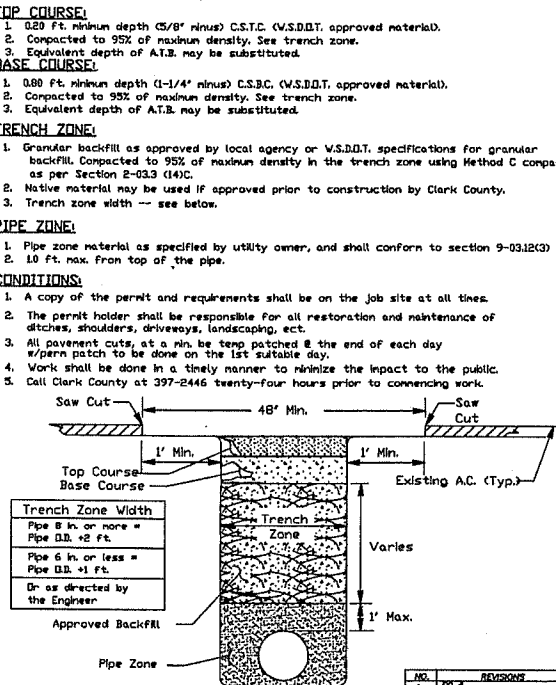 TOP COURSE:
1. 0.20 ft. minimum depth (5/8" minus) C.S.T.C. (W.S.D.O.T. approved material).
2. Compacted to 95% of maximum density. See trench zone.
3. Equivalent depth of A.T.B. may be substituted.
BASE COURSE:
1. 0.80 ft. minimum depth (1-1/4" minus) C.S.B.C. (W.S.D.O.T. approved material).
2. Compacted to 95% of maximum density. See trench zone.
3. Equivalent depth of A.T.B. may be substituted.
TRENCH ZONE:
1. Granular backfill as approved by local agency or W.S.D.O.T. specifications for granular
backfill. Compacted to 95% of maximum density in the trench zone using Method C compa
as per Section 2-03.3 (14)C.
2. Native material may be used if approved prior to construction by Clark County.
3. Trench zone width -- see below.
PIPE ZONE:
1. Pipe zone material as specified by utility owner, and shall conform to section 9-03.12(3)
2. 1.0 ft. max. from top of the pipe.
CONDITIONS:
1. A copy of the permit and requirements shall be on the job site at all times.
2. The permit holder shall be responsible for all restoration and maintenance of
ditches, shoulders, driveways, landscaping, ect.
3. All pavement cuts, at a min. be temp patched @ the end of each day
w/perm patch to be done on the 1st suitable day.
4. Work shall be done in a timely manner to minimize the impact to the public.
5. Call Clark County at 397-2446 twenty-four hours prior to commencing work.
Saw Cut
48" Min.
Saw
Cut
1' Min.
1' Min.
Top Course
Base Course
Existing A.C. (Typ.)
Trench Zone Width
Pipe 8 in. or more =
Pipe O.D. +2 ft.
Pipe 6 in. or less =
Pipe O.D. +1 ft.
Or as directed by
the Engineer
Trench
Zone
Varies
Approved Backfill
1' Max.
Pipe Zone
NO. REVISIONS